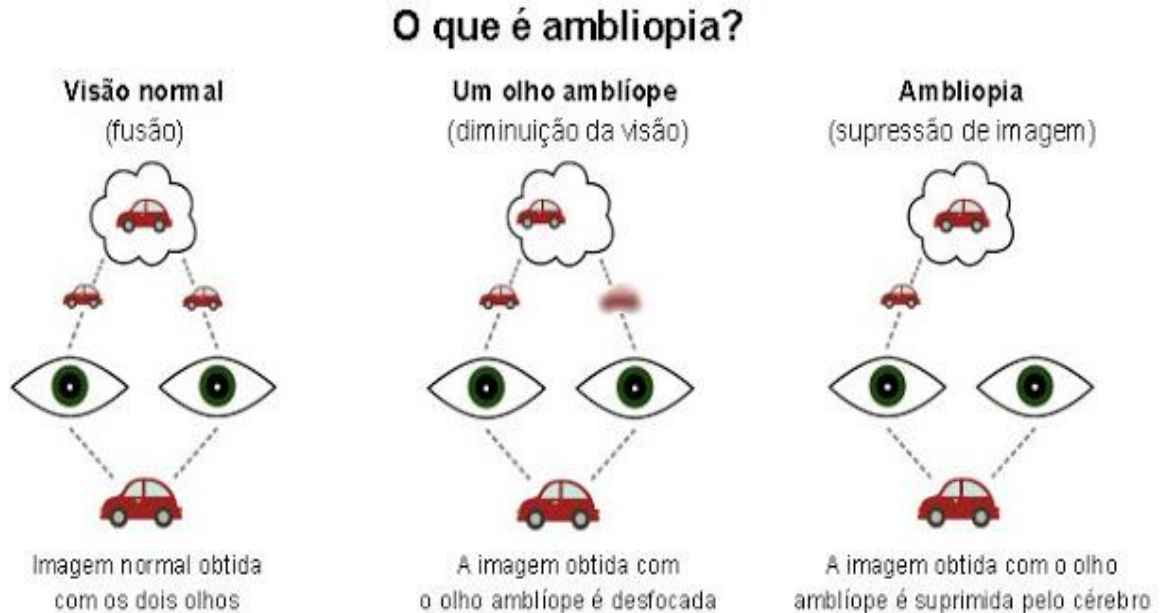 O que é ambliopia?
Visão normal
(fusão)
Um olho amblíope
(diminuição da visão)
Ambliopia
(supressão de imagem)
Imagem normal obtida
com os dois olhos
A imagem obtida com
o olho amblíope é desfocada
A imagem obtida com o olho
amblíope é suprimida pelo cérebro